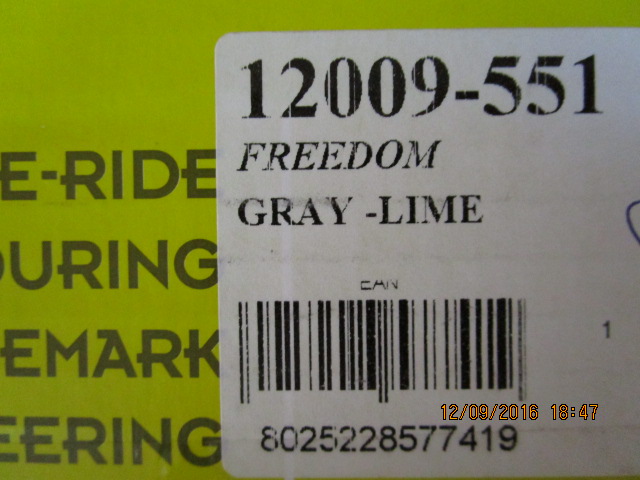 12009-551
FREEDOM
GRAY -LIME
EAN
8025228577419
1
E-RIDE
OURING
EMARK
EERING
12/09/2016 18:47